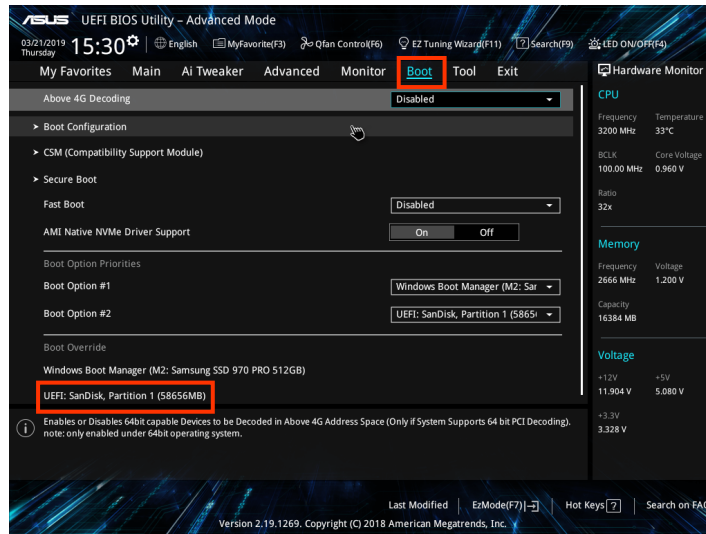 ASUS UEFI BIOS Utility – Advanced Mode
03/21/2019 Thursday 15:30 English MyFavorite(F3) Qfan Control(F6) EZ Tuning Wizard(F11) ? Search(F9) LED ON/OFF(F4)
My Favorites Main Ai Tweaker Advanced Monitor Boot Tool Exit
Hardware Monitor
Above 4G Decoding Disabled
> Boot Configuration
> CSM (Compatibility Support Module)
> Secure Boot
Fast Boot Disabled
AMI Native NVMe Driver Support On Off
Boot Option Priorities
Boot Option #1 Windows Boot Manager (M2: Sar
Boot Option #2 UEFI: SanDisk, Partition 1 (5865
Boot Override
Windows Boot Manager (M2: Samsung SSD 970 PRO 512GB)
UEFI: SanDisk, Partition 1 (58656MB)
i Enables or Disables 64bit capable Devices to be Decoded in Above 4G Address Space (Only if System Supports 64 bit PCI Decoding).
note: only enabled under 64bit operating system.
CPU
Frequency Temperature
3200 MHz 33°C
BCLK Core Voltage
100.00 MHz 0.960 V
Ratio
32x
Memory
Frequency Voltage
2666 MHz 1.200 V
Capacity
16384 MB
Voltage
+12V +5V
11.904 V 5.080 V
+3.3V
3.328 V
Last Modified EzMode(F7) Hot Keys ? Search on FAQ
Version 2.19.1269. Copyright (C) 2018 American Megatrends, Inc.